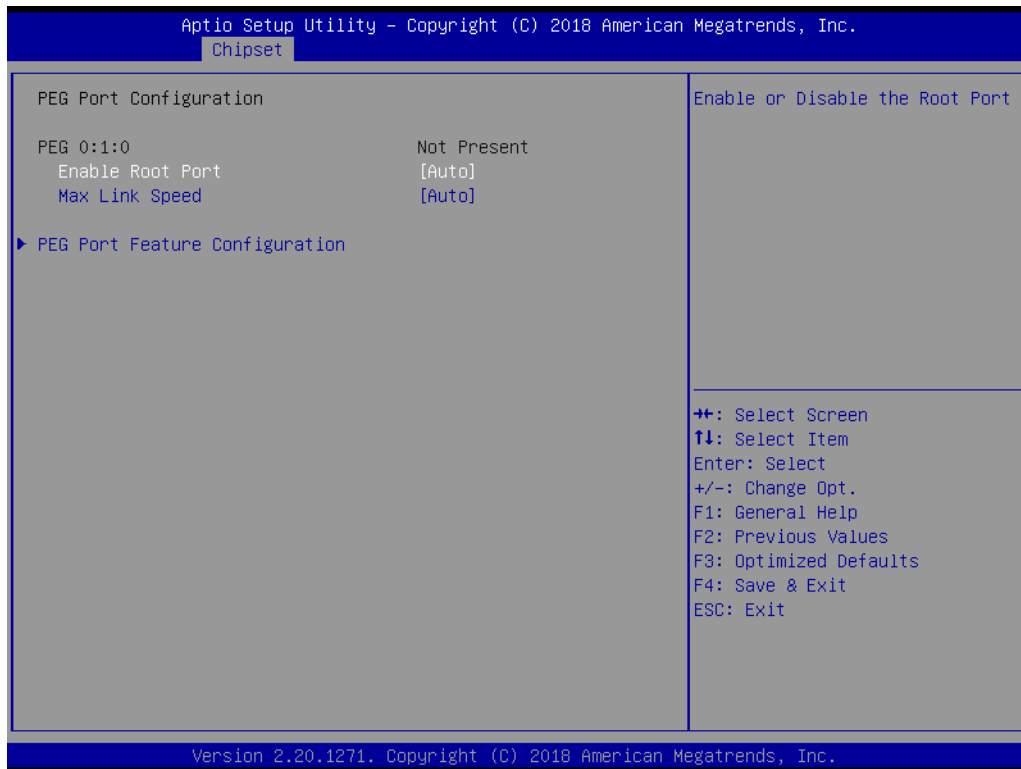 Aptio Setup Utility – Copyright (C) 2018 American Megatrends, Inc.
Chipset
PEG Port Configuration
PEG 0:1:0 Not Present
Enable Root Port [Auto]
Max Link Speed [Auto]
PEG Port Feature Configuration
Enable or Disable the Root Port
→←: Select Screen
↑↓: Select Item
Enter: Select
+/-: Change Opt.
F1: General Help
F2: Previous Values
F3: Optimized Defaults
F4: Save & Exit
ESC: Exit
Version 2.20.1271. Copyright (C) 2018 American Megatrends, Inc.